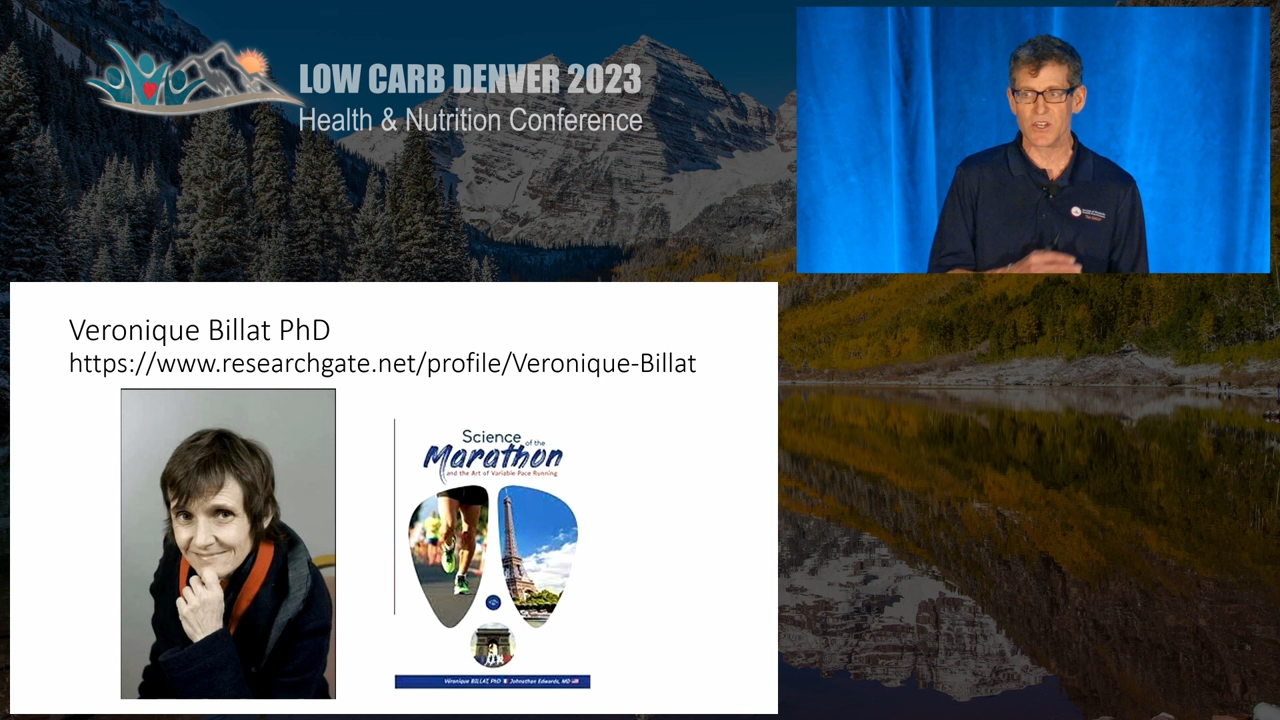 LOW CARB DENVER 2023
Health & Nutrition Conference
Veronique Billat PhD
https://www.researchgate.net/profile/Veronique-Billat
Science of the
Marathon
and the Art of Variable Pace Running
Véronique BILLAT, PhD Johnathan Edwards, MD